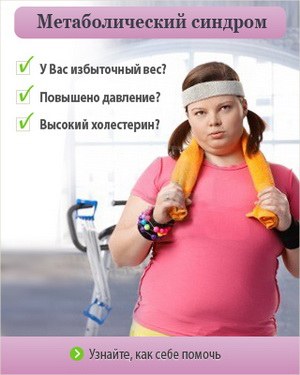 Метаболический синдром
У Вас избыточный вес?
Повышено давление?
Высокий холестерин?
Узнайте, как себе помочь